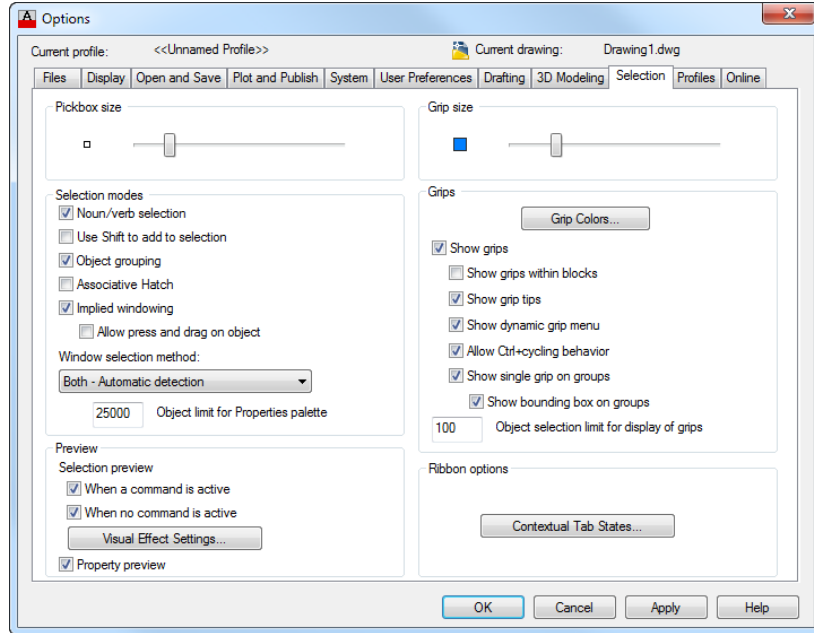 A Options
Current profile: <<Unnamed Profile>> Current drawing: Drawing1.dwg
Files Display Open and Save Plot and Publish System User Preferences Drafting 3D Modeling Selection Profiles Online
Pickbox size
Grip size
Selection modes
Noun/verb selection
Use Shift to add to selection
Object grouping
Associative Hatch
Implied windowing
Allow press and drag on object
Window selection method:
Both - Automatic detection
25000 Object limit for Properties palette
Preview
Selection preview
When a command is active
When no command is active
Visual Effect Settings...
Property preview
Grips
Grip Colors...
Show grips
Show grips within blocks
Show grip tips
Show dynamic grip menu
Allow Ctrl+cycling behavior
Show single grip on groups
Show bounding box on groups
100 Object selection limit for display of grips
Ribbon options
Contextual Tab States...
OK Cancel Apply Help